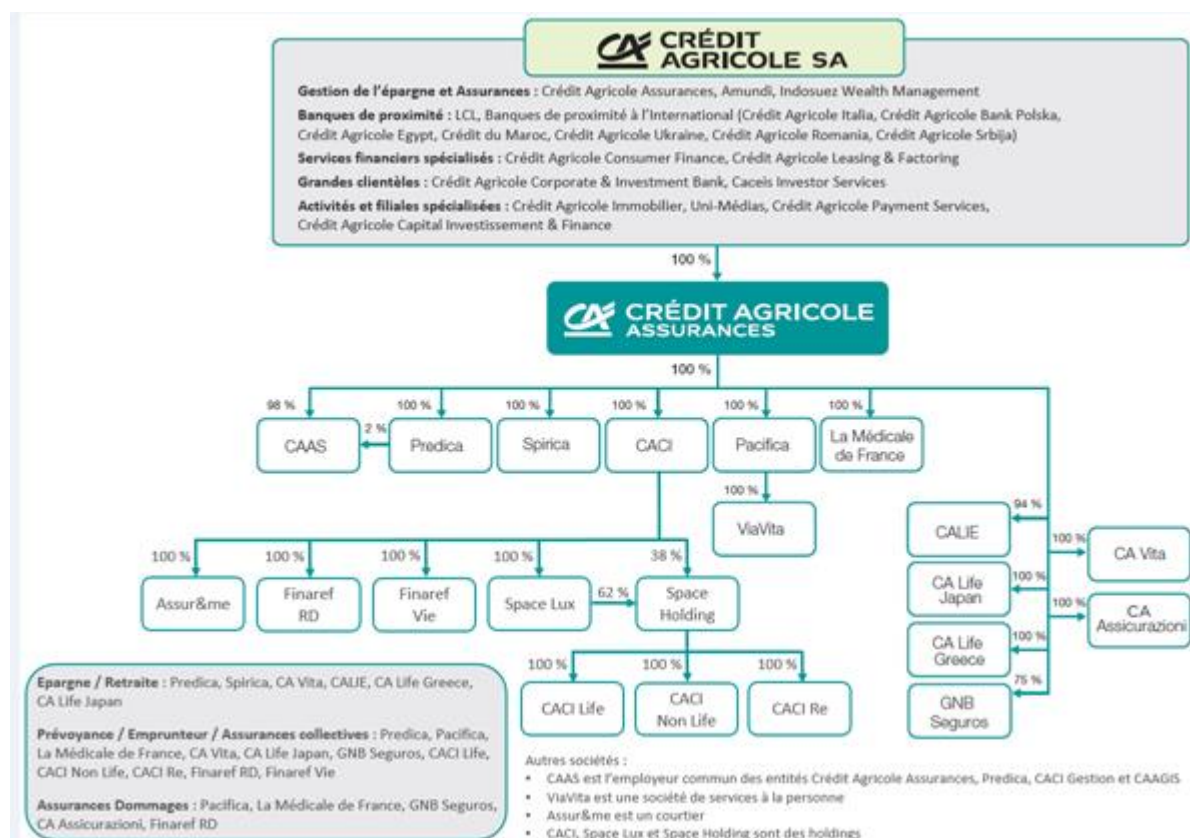 CA CRÉDIT
AGRICOLE SA
Gestion de l'épargne et Assurances : Crédit Agricole Assurances, Amundi, Indosuez Wealth Management
Banques de proximité : LCL, Banques de proximité à l'International (Crédit Agricole Italia, Crédit Agricole Bank Polska,
Crédit Agricole Egypt, Crédit du Maroc, Crédit Agricole Ukraine, Crédit Agricole Romania, Crédit Agricole Srbija)
Services financiers spécialisés : Crédit Agricole Consumer Finance, Crédit Agricole Leasing & Factoring
Grandes clientèles : Crédit Agricole Corporate & Investment Bank, Caceis Investor Services
Activités et filiales spécialisées : Crédit Agricole Immobilier, Uni-Médias, Crédit Agricole Payment Services,
Crédit Agricole Capital Investissement & Finance
100 %
CA CRÉDIT AGRICOLE
ASSURANCES
100 %
98 %
100 %
100 %
100 %
100 %
100 %
CAAS
2 %
Predica
Spirica
CACI
Pacifica
La Médicale
de France
100 %
ViaVita
94 %
CALIE
100 %
CA Vita
100 %
CA Life
Japan
100 %
CA
Assicurazioni
100 %
CA Life
Greece
75 %
GNB
Seguros
100 %
100 %
100 %
100 %
38 %
Assur&me
Finaref
RD
Finaref
Vie
Space Lux
62 %
Space
Holding
100 %
100 %
100 %
CACI Life
CACI
Non Life
CACI Re
Epargne / Retraite : Predica, Spirica, CA Vita, CALIE, CA Life Greece,
CA Life Japan
Prévoyance / Emprunteur / Assurances collectives : Predica, Pacifica,
La Médicale de France, CA Vita, CA Life Japan, GNB Seguros, CACI Life,
CACI Non Life, CACI Re, Finaref RD, Finaref Vie
Assurances Dommages : Pacifica, La Médicale de France, GNB Seguros,
CA Assicurazioni, Finaref RD
Autres sociétés :
• CAAS est l'employeur commun des entités Crédit Agricole Assurances, Predica, CACI Gestion et CAAGIS
• ViaVita est une société de services à la personne
• Assur&me est un courtier
• CACI, Space Lux et Space Holding sont des holdings